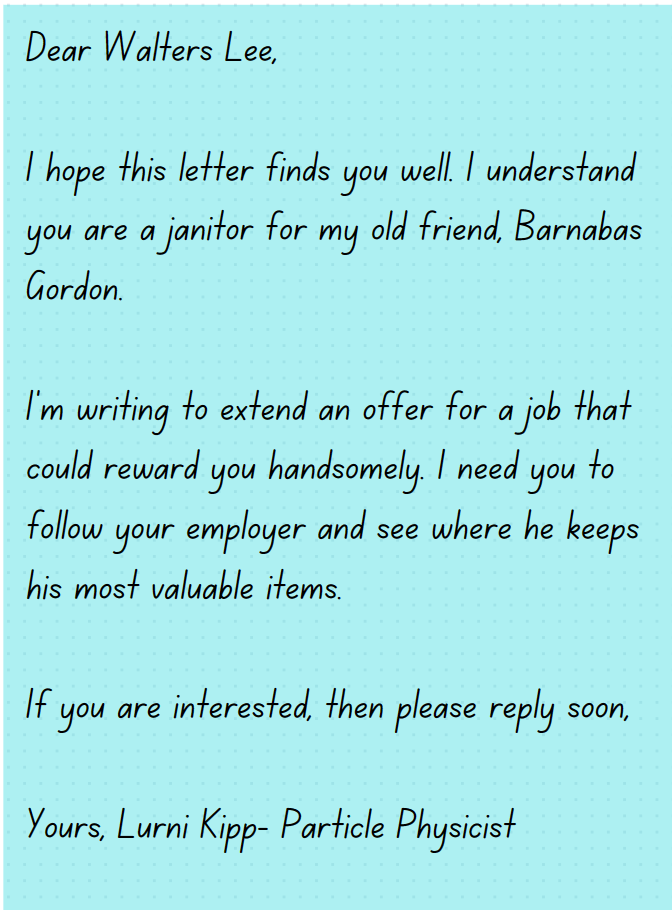 Dear Walters Lee,
I hope this letter finds you well. I understand
you are a janitor for my old friend, Barnabas
Gordon.
I'm writing to extend an offer for a job that
could reward you handsomely. I need you to
follow your employer and see where he keeps
his most valuable items.
If you are interested, then please reply soon,
Yours, Lurni Kipp- Particle Physicist